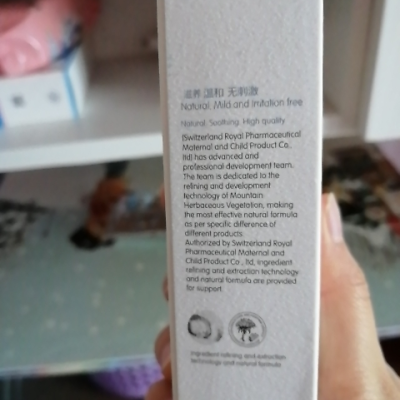 滋养 温和 无刺激
Natural. Mild and irritation free
Natural. Soothing. High quality
(Switzerland Royal Pharmaceutical
Maternal and Child Product Co.,
ltd) has advanced and
professional development team.
The team is dedicated to the
refining and development
technology of Mountain
Herbaceous Vegetation, making
the most effective natural formula
as per specific difference of
different products
Authorized by Switzerland Royal
Pharmaceutical Maternal and
Child Product Co., ltd, ingredient
refining and extraction technology
and natural formula are provided
for support
Ingredient refining and extraction
technology and natural formula